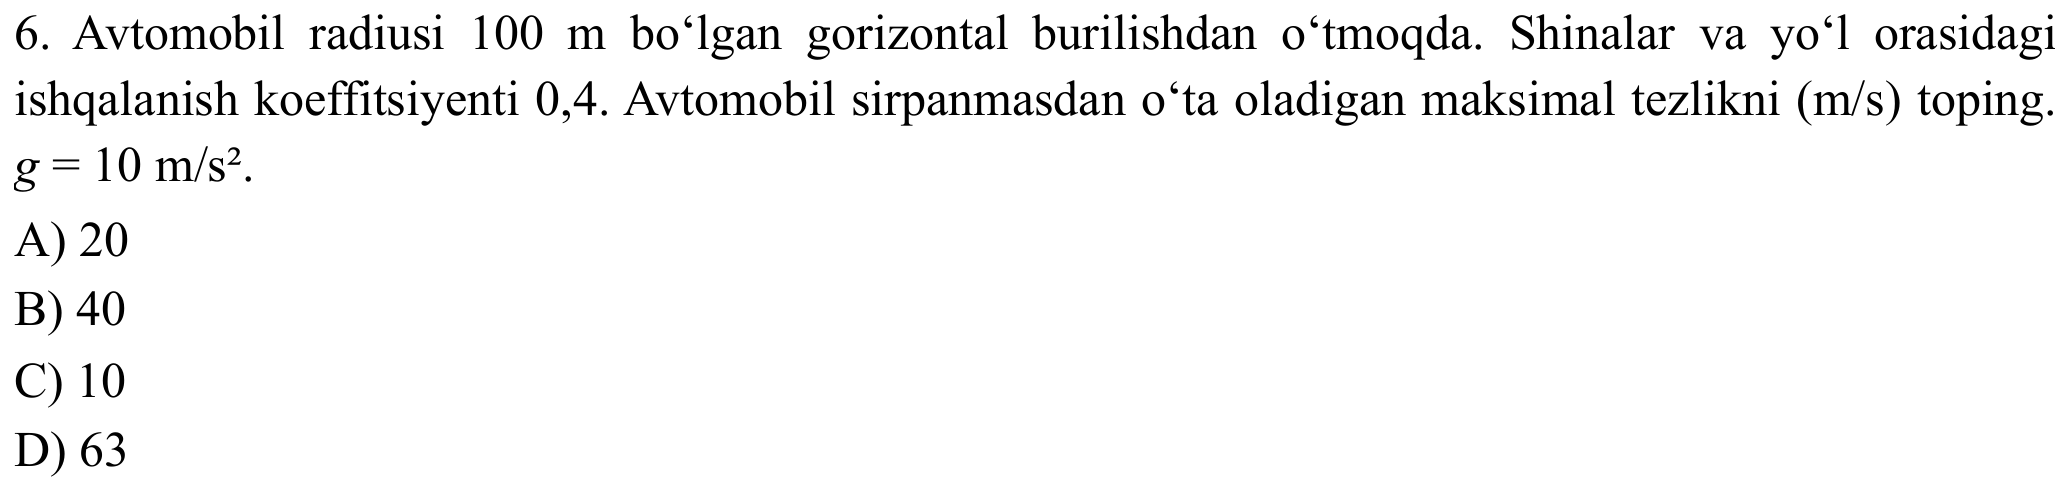 6. Avtomobil radiusi 100 m bo‘lgan gorizontal burilishdan o‘tmoqda. Shinalar va yo‘l orasidagi
ishqalanish koeffitsiyenti 0,4. Avtomobil sirpanmasdan o‘ta oladigan maksimal tezlikni (m/s) toping.
g = 10 m/s².
A) 20
B) 40
C) 10
D) 63